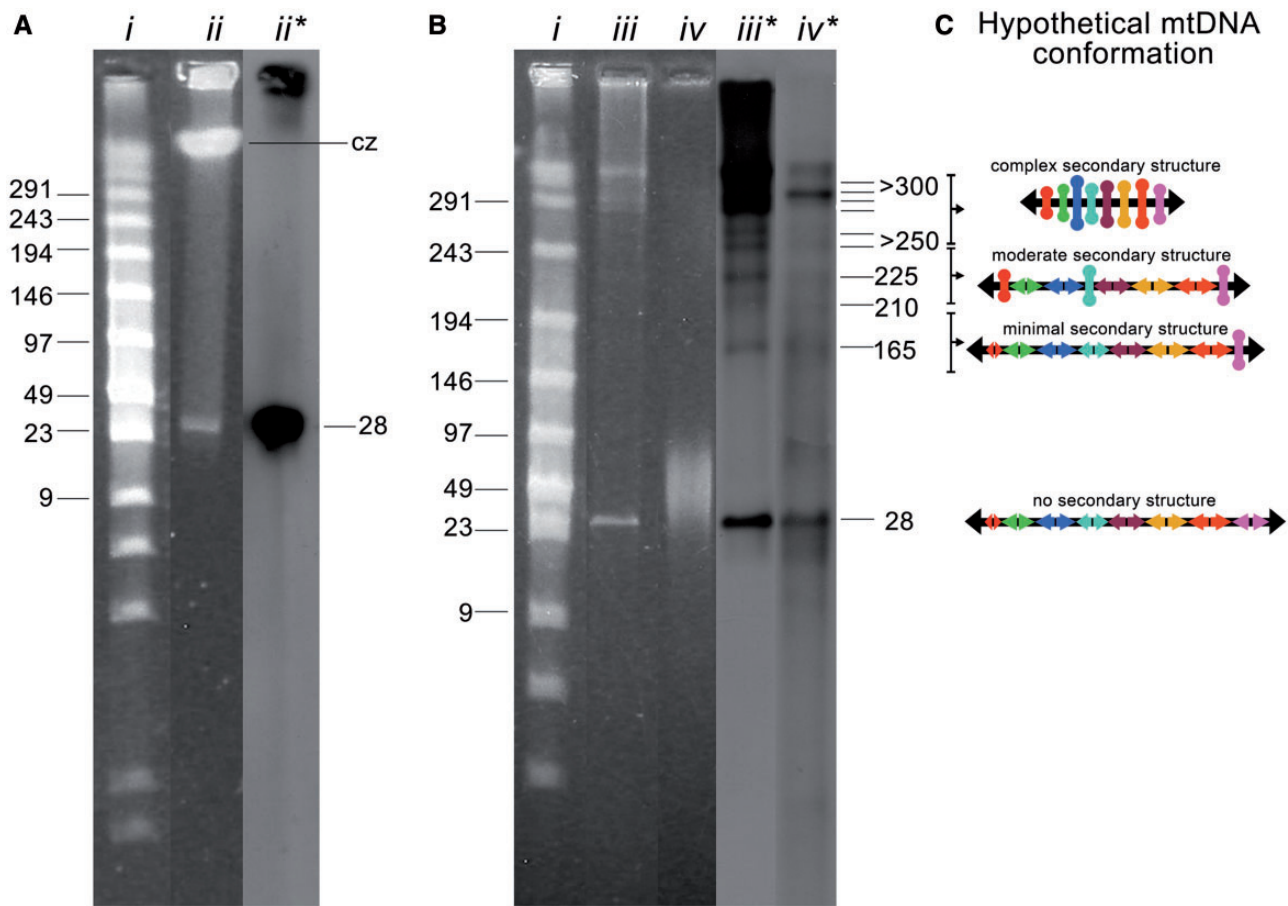 A
i
ii
ii*
291
243
194
146
97
49
23
9
cz
28
B
i
iii
iv
iii*
iv*
291
243
194
146
97
49
23
9
>300
>250
225
210
165
28
C
Hypothetical mtDNA
conformation
complex secondary structure
moderate secondary structure
minimal secondary structure
no secondary structure